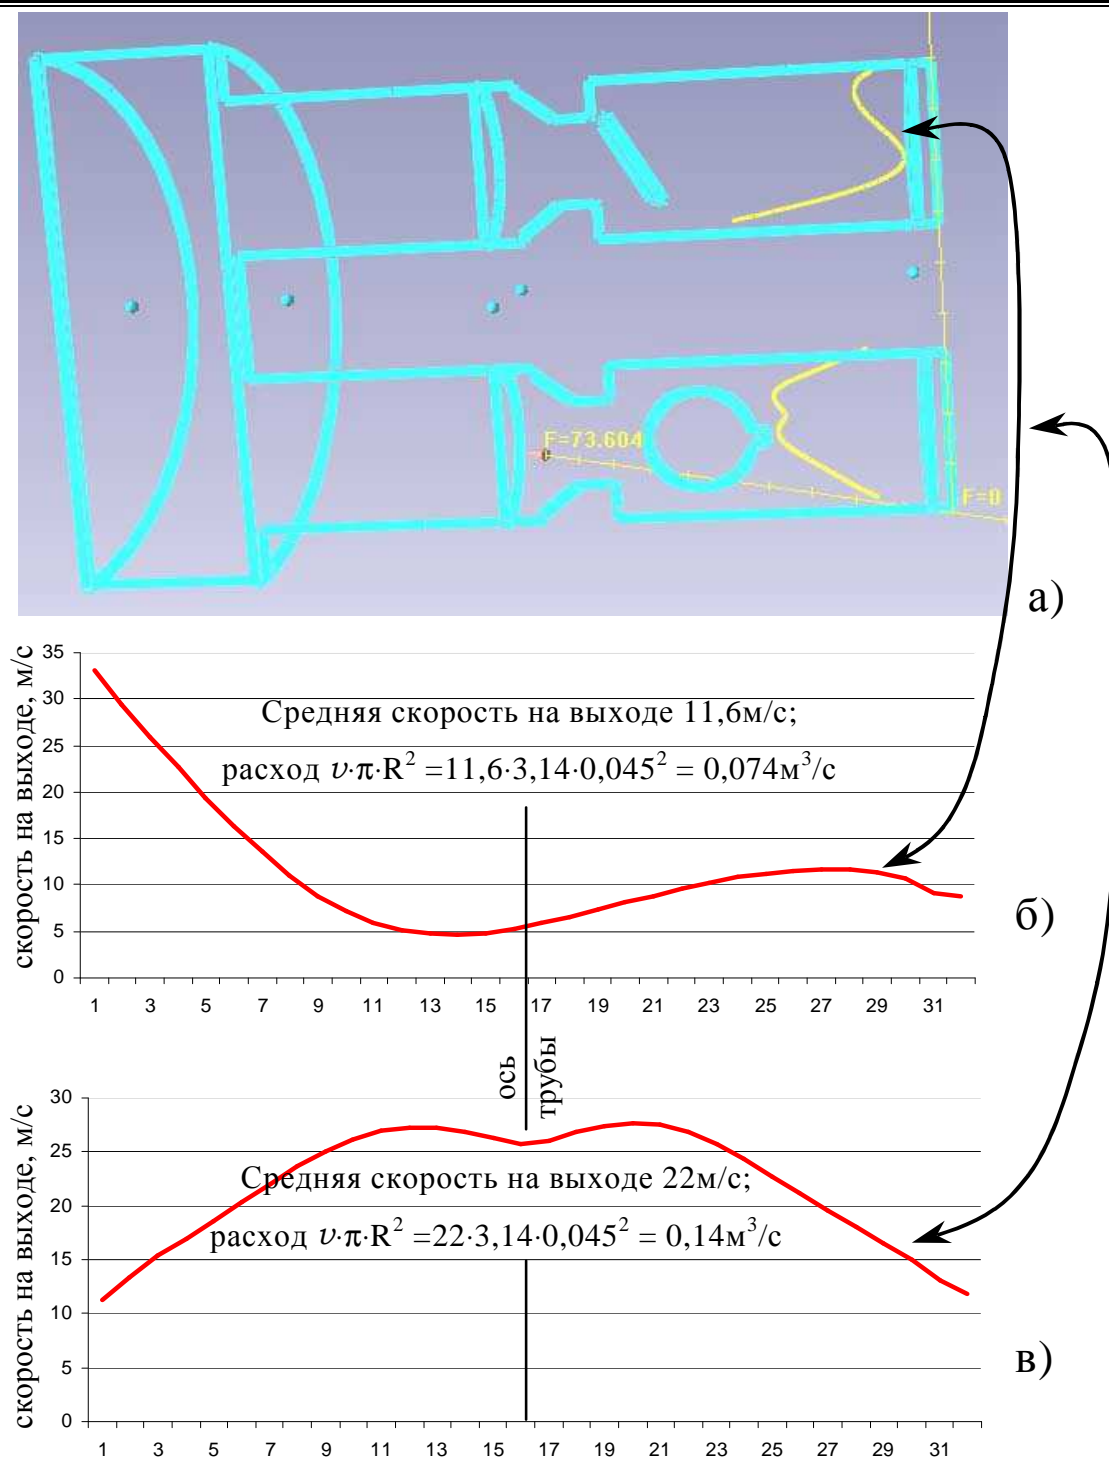 F=73.604
F=0
а)
скорость на выходе, м/с
35
30
25
20
15
10
5
0
Средняя скорость на выходе 11,6м/с;
расход υ·π·R² =11,6·3,14·0,045² = 0,074м³/с
б)
1 3 5 7 9 11 13 15 17 19 21 23 25 27 29 31
ось
трубы
скорость на выходе, м/с
30
25
20
15
10
5
0
Средняя скорость на выходе 22м/с;
расход υ·π·R² =22·3,14·0,045² = 0,14м³/с
в)
1 3 5 7 9 11 13 15 17 19 21 23 25 27 29 31